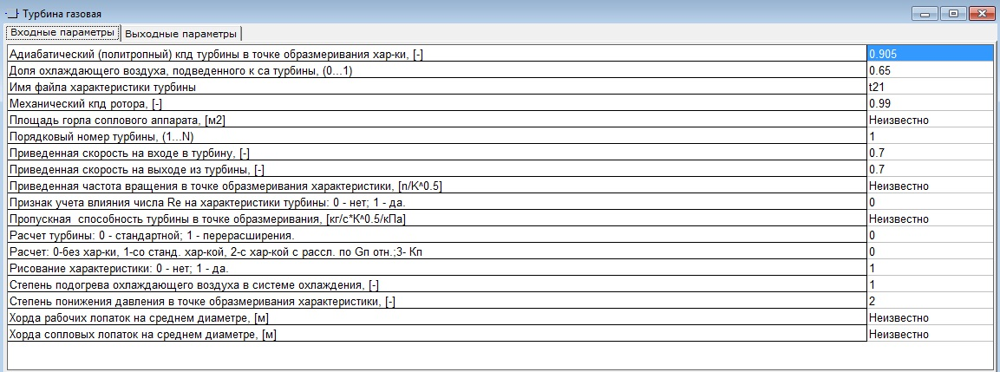 Турбина газовая
Входные параметры Выходные параметры
Адиабатический (политропный) кпд турбины в точке образмеривания хар-ки, [-] 0.905
Доля охлаждающего воздуха, подведенного к са турбины, (0...1) 0.65
Имя файла характеристики турбины t21
Механический кпд ротора, [-] 0.99
Площадь горла соплового аппарата, [м2] Неизвестно
Порядковый номер турбины, (1...N) 1
Приведенная скорость на входе в турбину, [-] 0.7
Приведенная скорость на выходе из турбины, [-] 0.7
Приведенная частота вращения в точке образмеривания характеристики, [n/K^0.5] Неизвестно
Признак учета влияния числа Re на характеристики турбины: 0 - нет; 1 - да. 0
Пропускная способность турбины в точке образмеривания, [кг/с*К^0.5/кПа] Неизвестно
Расчет турбины: 0 - стандартной; 1 - перерасширения. 0
Расчет: 0-без хар-ки, 1-со станд. хар-кой, 2-с хар-кой с рассл. по Gп отн.;3- Кп 0
Рисование характеристики: 0 - нет; 1 - да. 1
Степень подогрева охлаждающего воздуха в системе охлаждения, [-] 1
Степень понижения давления в точке образмеривания характеристики, [-] 2
Хорда рабочих лопаток на среднем диаметре, [м] Неизвестно
Хорда сопловых лопаток на среднем диаметре, [м] Неизвестно